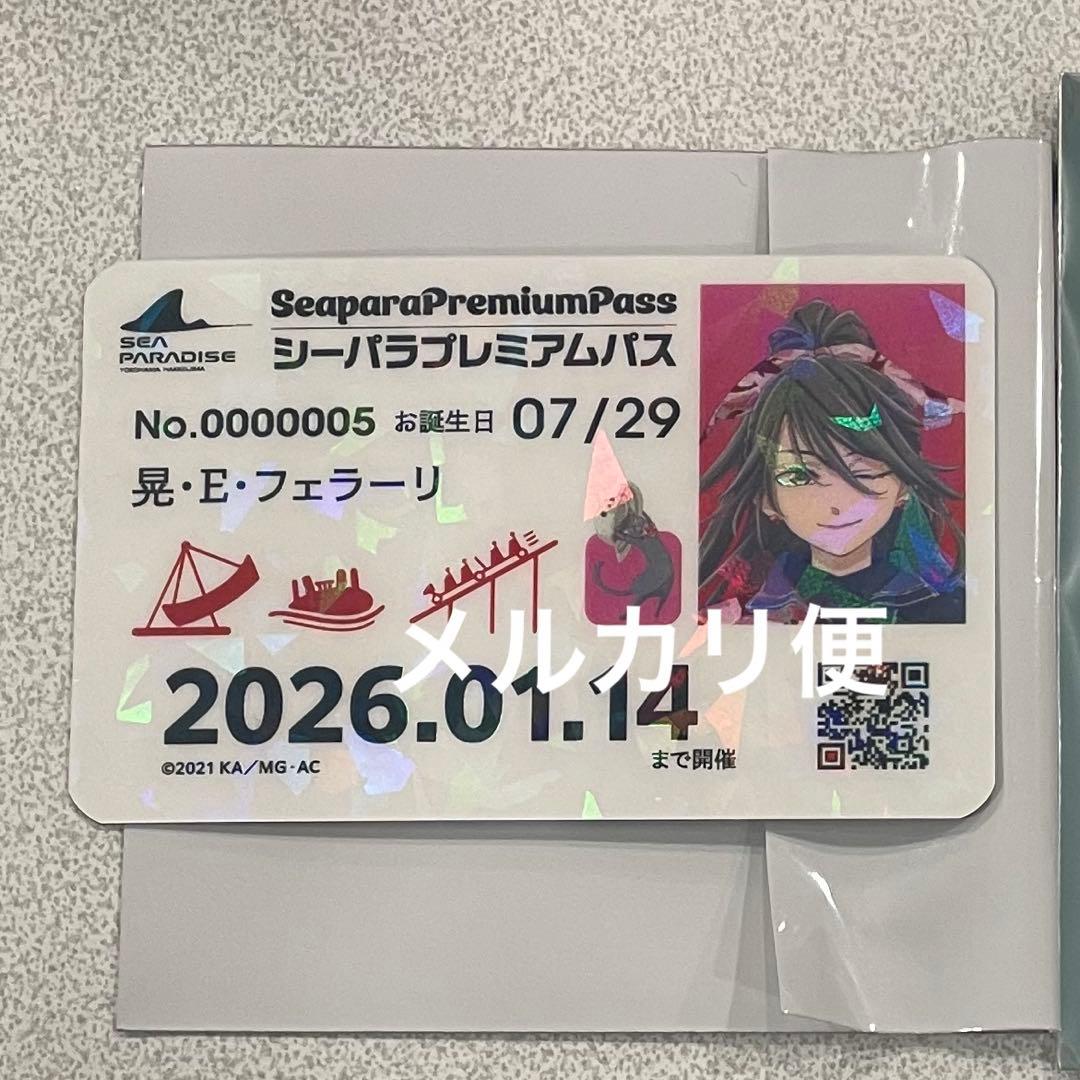 SEA
PARADISE
YOKOHAMA HAKKEIJIMA
SeaparaPremiumPass
シーパラプレミアムパス
No.0000005 お誕生日 07/29
晃・E・フェラーリ
メルカリ便
2026.01.14
まで開催
©2021 KA/MG・AC